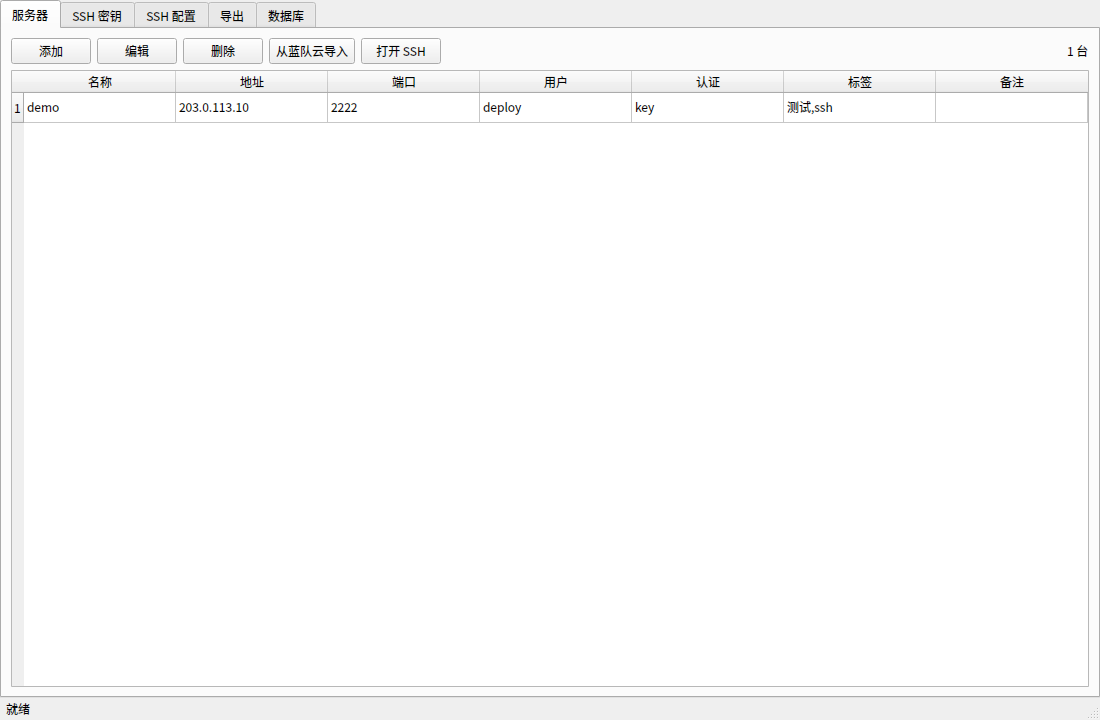 服务器 SSH 密钥 SSH 配置 导出 数据库
添加 编辑 删除 从蓝队云导入 打开 SSH 1 台
名称 地址 端口 用户 认证 标签 备注
1 demo 203.0.113.10 2222 deploy key 测试,ssh
就绪